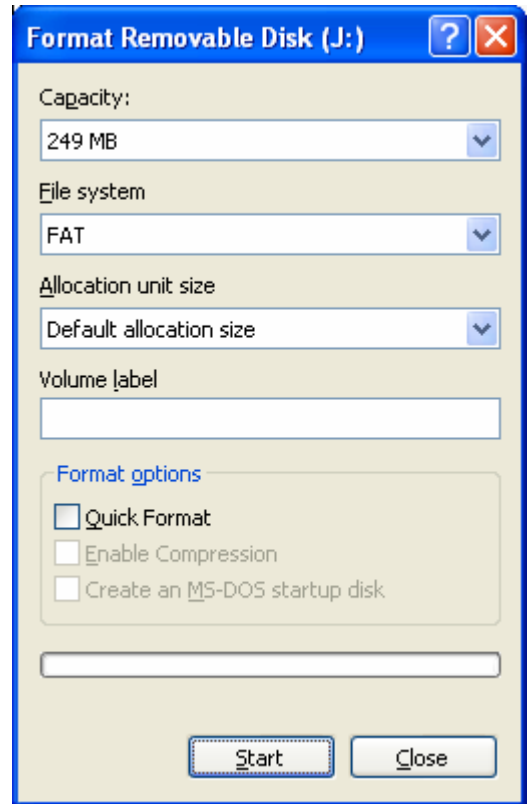 Format Removable Disk (J:)
?
Capacity:
249 MB
File system
FAT
Allocation unit size
Default allocation size
Volume label
Format options
Quick Format
Enable Compression
Create an MS-DOS startup disk
Start
Close